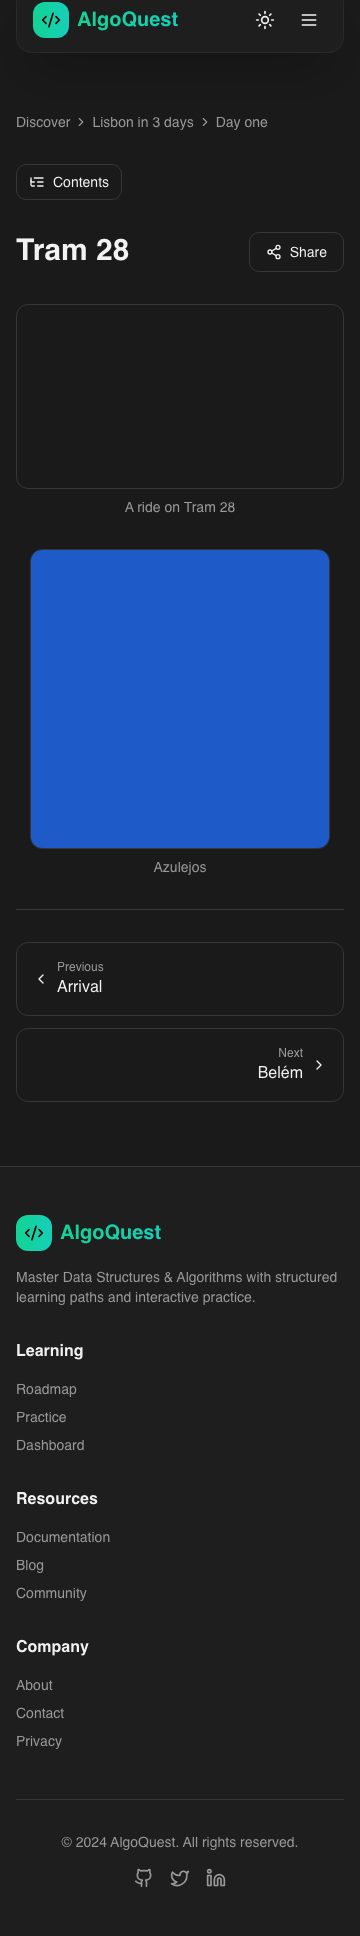 AlgoQuest
Discover > Lisbon in 3 days > Day one
Contents
Tram 28
Share
A ride on Tram 28
Azulejos
Previous
Arrival
Next
Belém
AlgoQuest
Master Data Structures & Algorithms with structured
learning paths and interactive practice.
Learning
Roadmap
Practice
Dashboard
Resources
Documentation
Blog
Community
Company
About
Contact
Privacy
© 2024 AlgoQuest. All rights reserved.